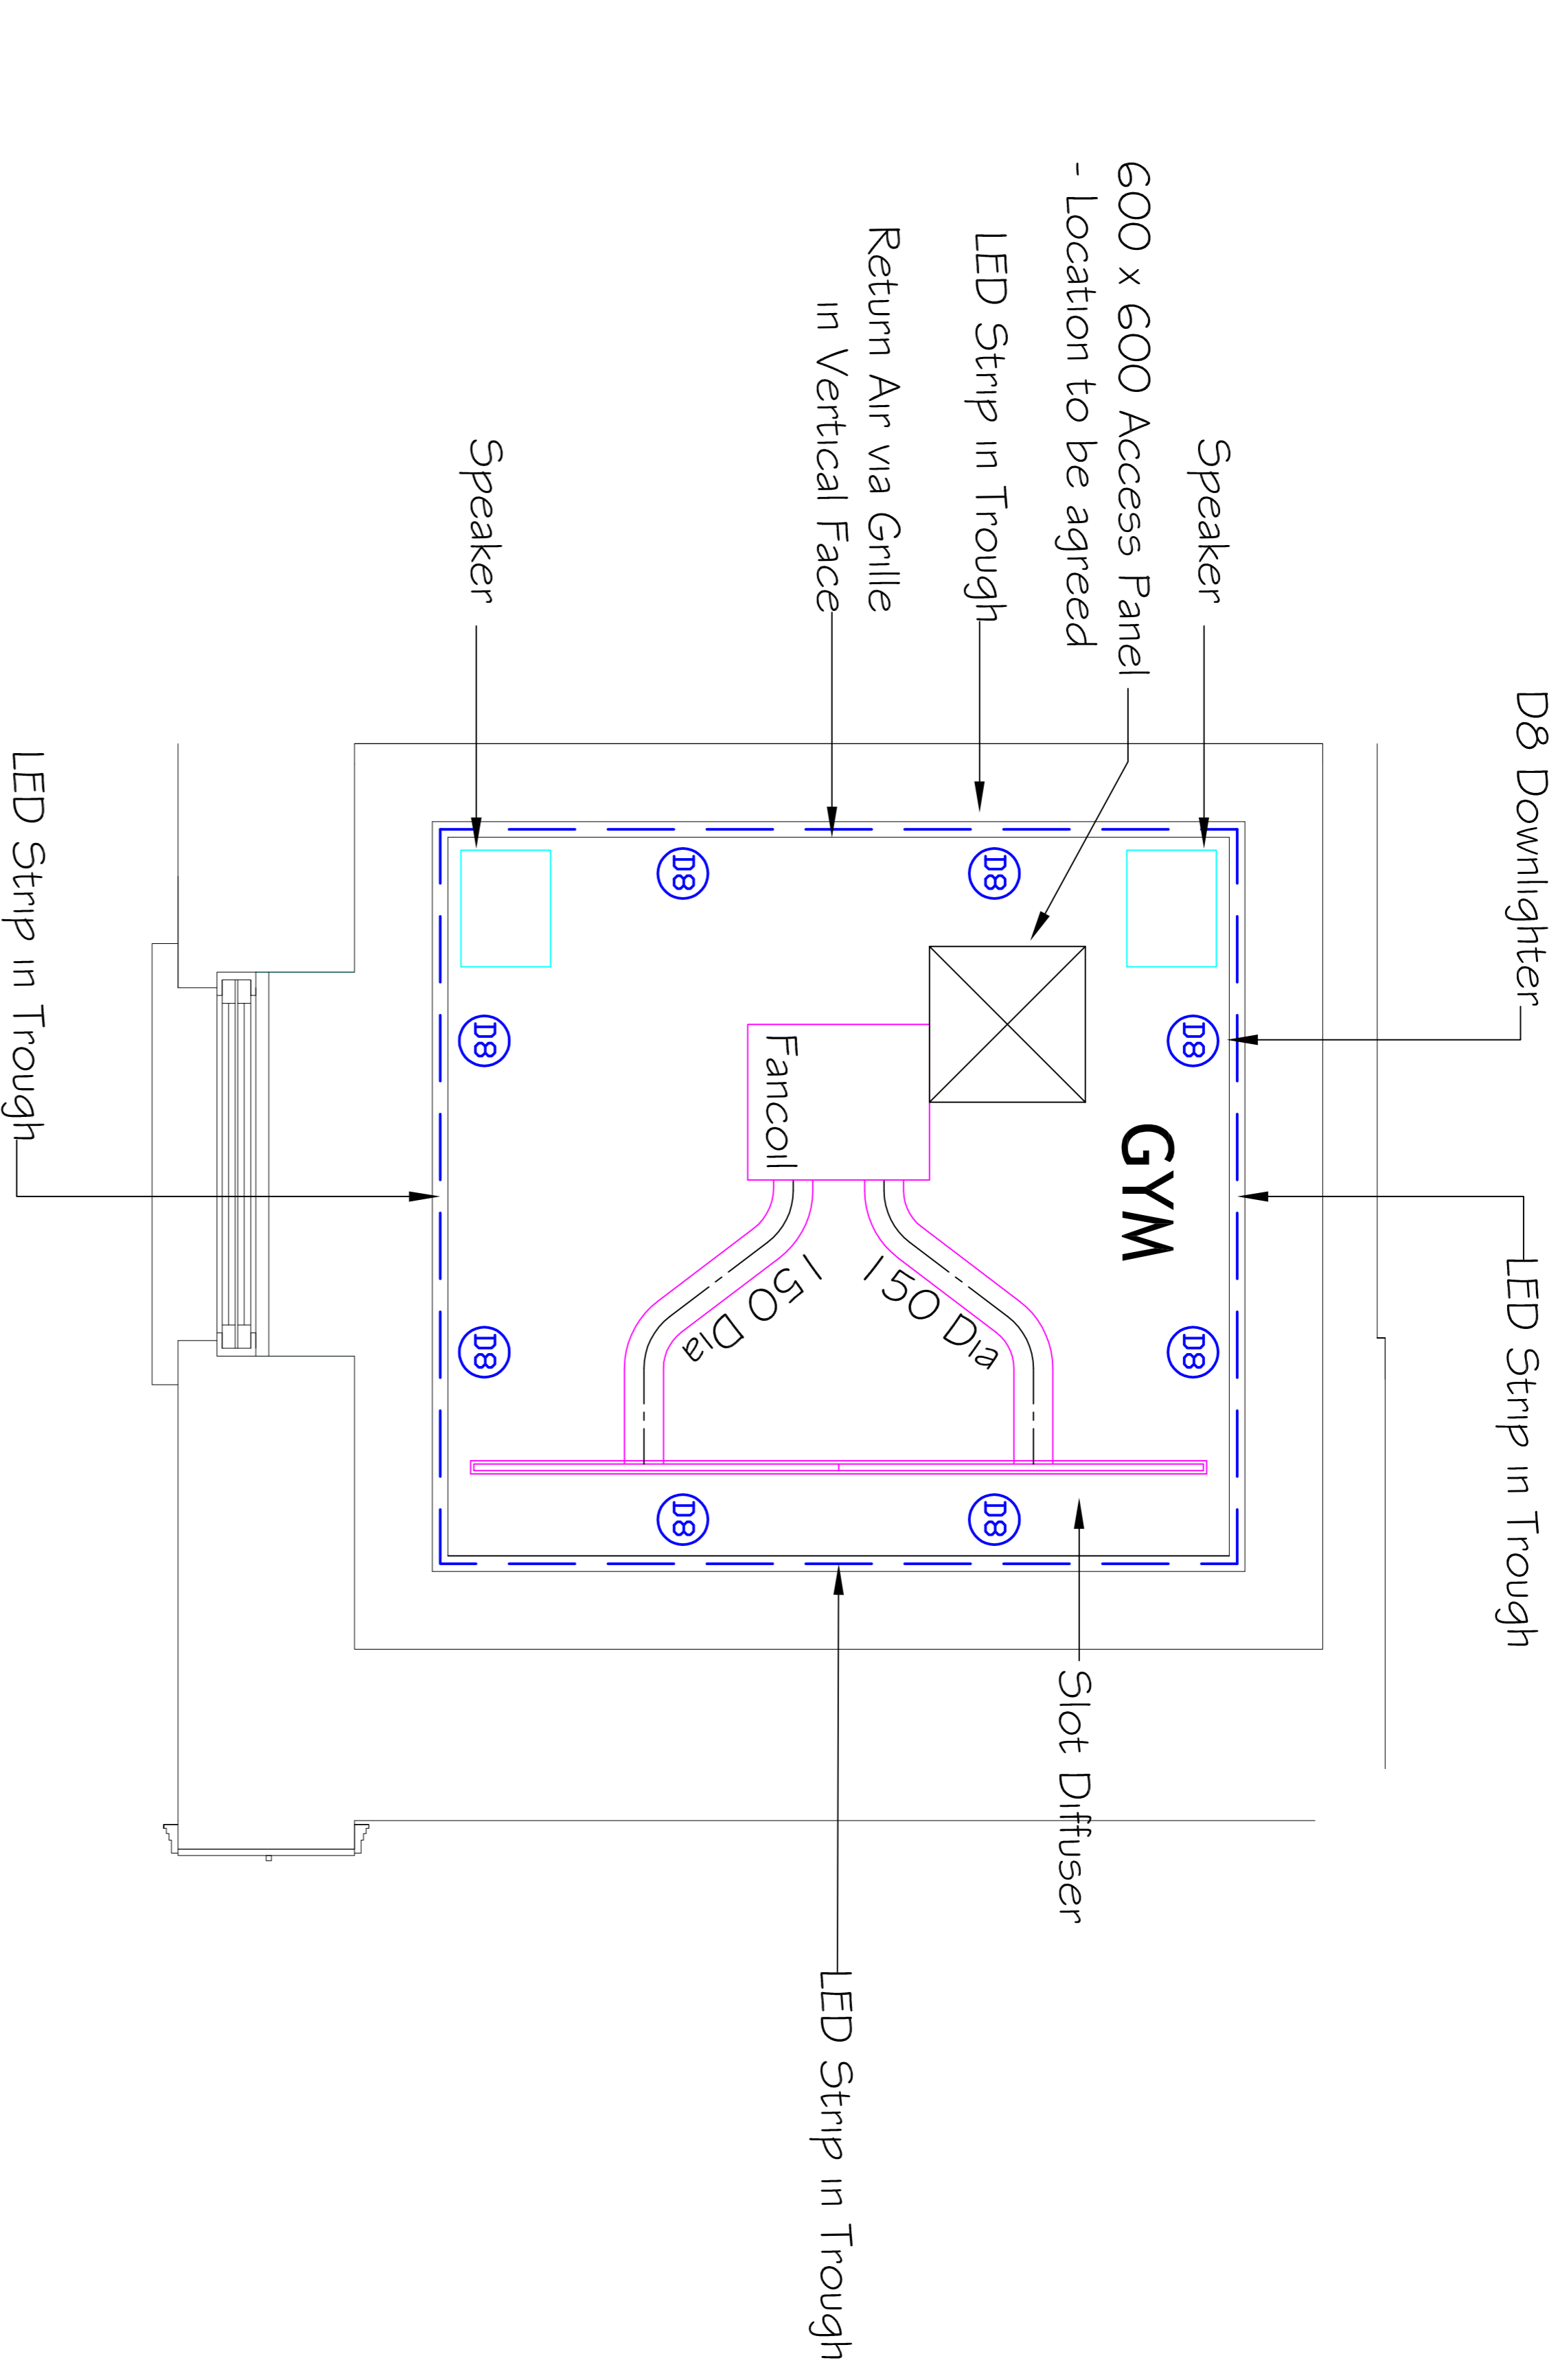 LED Strip in Trough
D8 Downlighter
Speaker
600 x 600 Access Panel
- Location to be agreed
LED Strip in Trough
Return Air via Grille
in Vertical Face
Speaker
GYM
D8
D8
D8
D8
D8
D8
D8
D8
Fancoil
150 Dia
150 Dia
Slot Diffuser
LED Strip in Trough
LED Strip in Trough